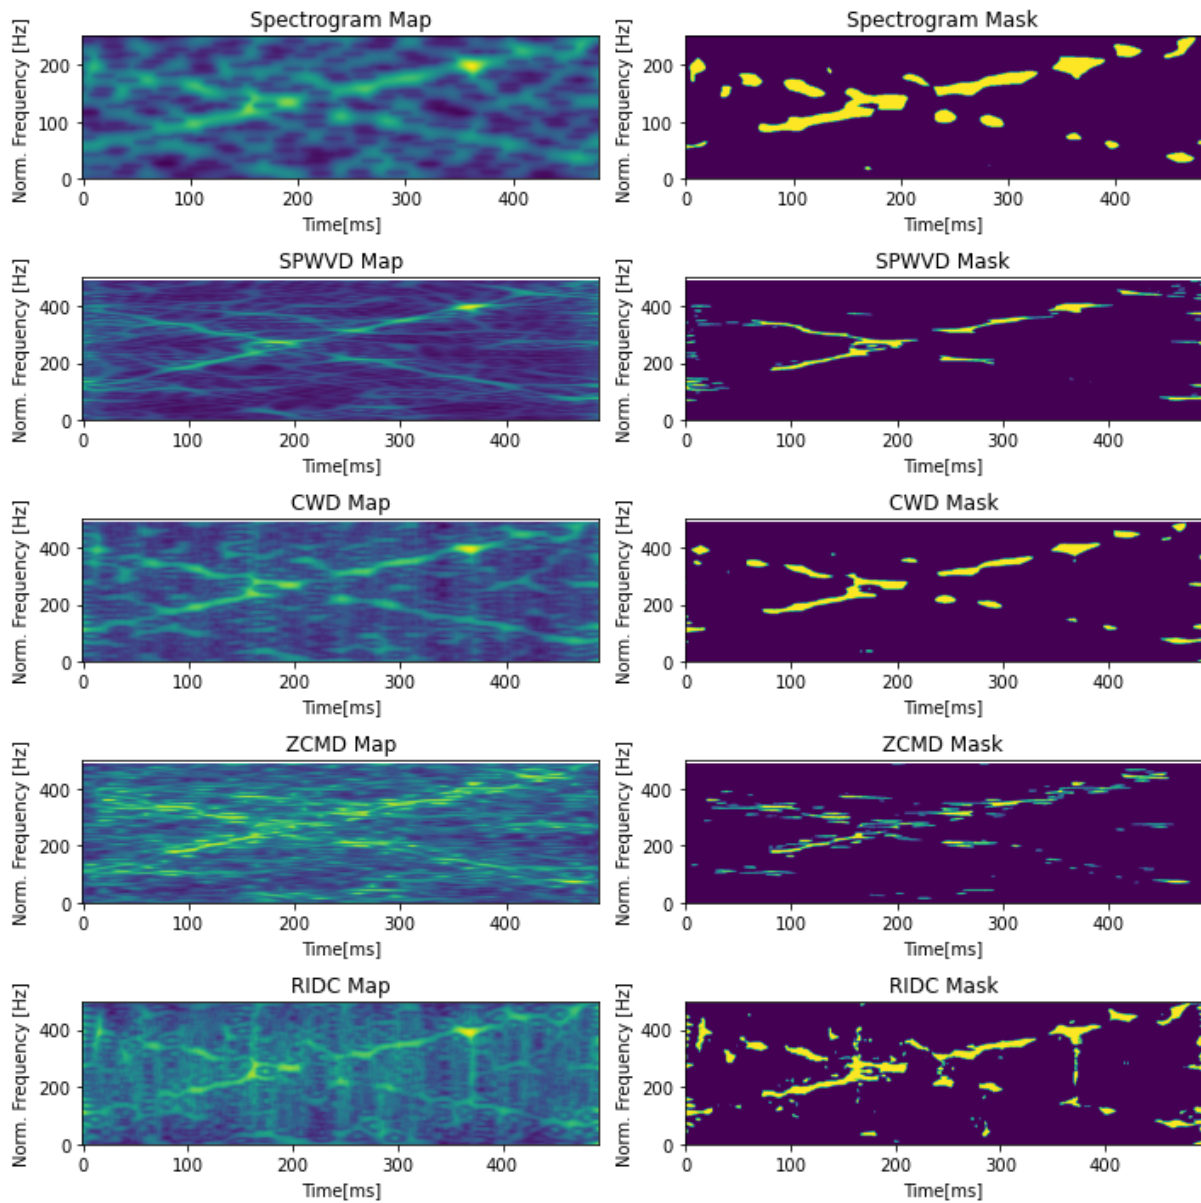 Spectrogram Map
Norm. Frequency [Hz]
200
100
0
0 100 200 300 400
Time[ms]
Spectrogram Mask
Norm. Frequency [Hz]
200
100
0
0 100 200 300 400
Time[ms]
SPWVD Map
Norm. Frequency [Hz]
400
200
0
0 100 200 300 400
Time[ms]
SPWVD Mask
Norm. Frequency [Hz]
400
200
0
0 100 200 300 400
Time[ms]
CWD Map
Norm. Frequency [Hz]
400
200
0
0 100 200 300 400
Time[ms]
CWD Mask
Norm. Frequency [Hz]
400
200
0
0 100 200 300 400
Time[ms]
ZCMD Map
Norm. Frequency [Hz]
400
200
0
0 100 200 300 400
Time[ms]
ZCMD Mask
Norm. Frequency [Hz]
400
200
0
0 100 200 300 400
Time[ms]
RIDC Map
Norm. Frequency [Hz]
400
200
0
0 100 200 300 400
Time[ms]
RIDC Mask
Norm. Frequency [Hz]
400
200
0
0 100 200 300 400
Time[ms]